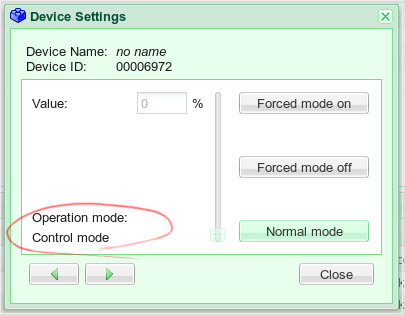 Device Settings
Device Name: no name
Device ID: 00006972
Value: 0 %
Forced mode on
Forced mode off
Operation mode:
Control mode
Normal mode
Close